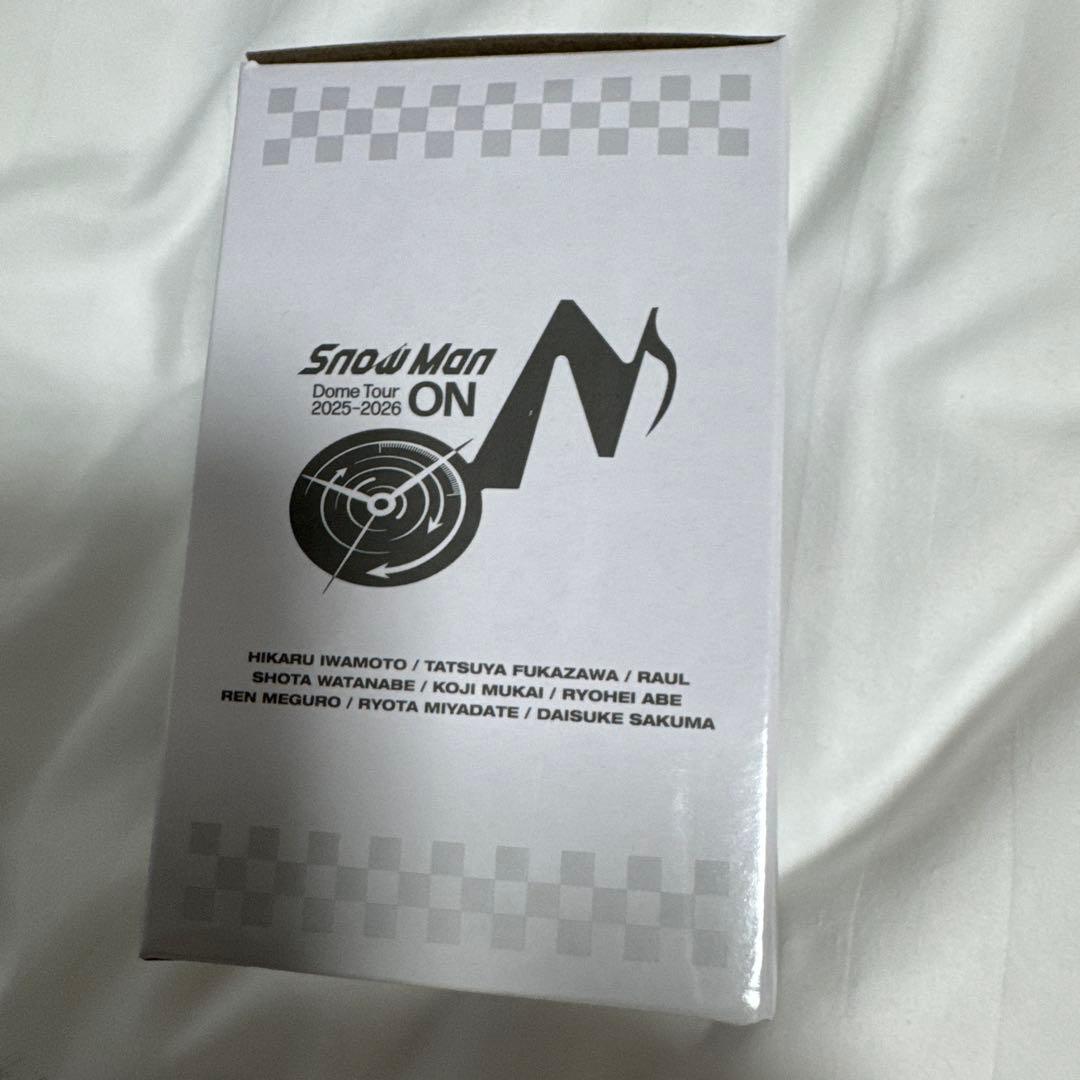 Snow Man
Dome Tour
2025-2026 ON
HIKARU IWAMOTO / TATSUYA FUKAZAWA / RAUL
SHOTA WATANABE / KOJI MUKAI / RYOHEI ABE
REN MEGURO / RYOTA MIYADATE / DAISUKE SAKUMA